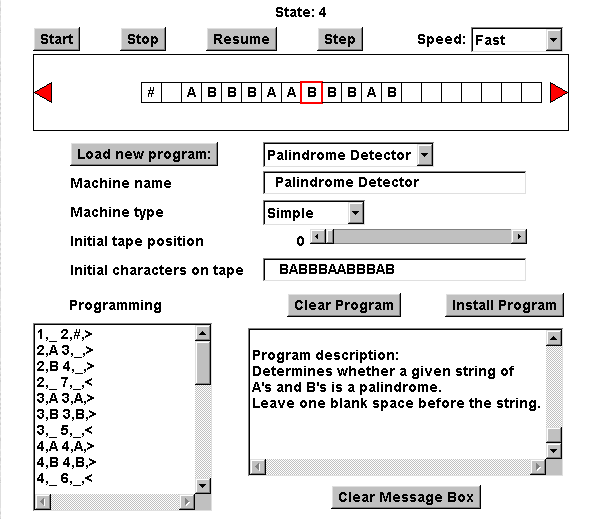 State: 4
Start Stop Resume Step Speed: Fast
# A B B B A A B B B A B
Load new program: Palindrome Detector
Machine name Palindrome Detector
Machine type Simple
Initial tape position 0
Initial characters on tape BABBBAABBBAB
Programming Clear Program Install Program
1,_ 2,#,>
2,A 3,_,>
2,B 4,_,>
2,_ 7,_,<
3,A 3,A,>
3,B 3,B,>
3,_ 5,_,<
4,A 4,A,>
4,B 4,B,>
4,_ 6,_,<
Program description:
Determines whether a given string of
A's and B's is a palindrome.
Leave one blank space before the string.
Clear Message Box